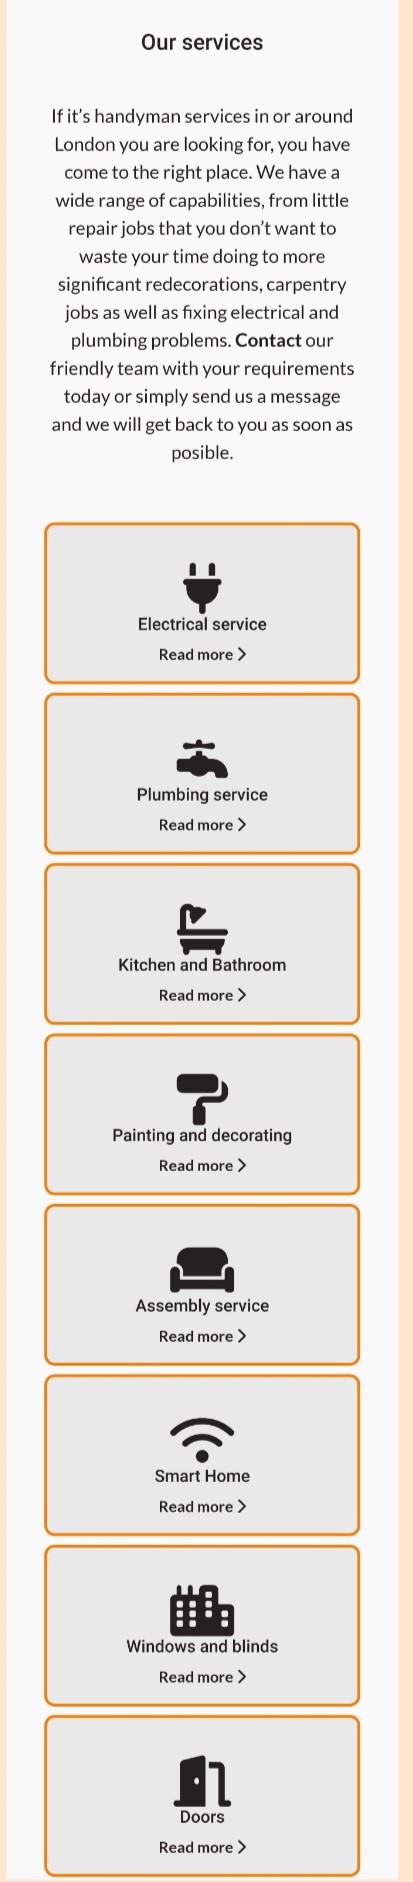 Our services
If it’s handyman services in or around
London you are looking for, you have
come to the right place. We have a
wide range of capabilities, from little
repair jobs that you don’t want to
waste your time doing to more
significant redecorations, carpentry
jobs as well as fixing electrical and
plumbing problems. Contact our
friendly team with your requirements
today or simply send us a message
and we will get back to you as soon as
posible.
Electrical service
Read more
Plumbing service
Read more
Kitchen and Bathroom
Read more
Painting and decorating
Read more
Assembly service
Read more
Smart Home
Read more
Windows and blinds
Read more
Doors
Read more